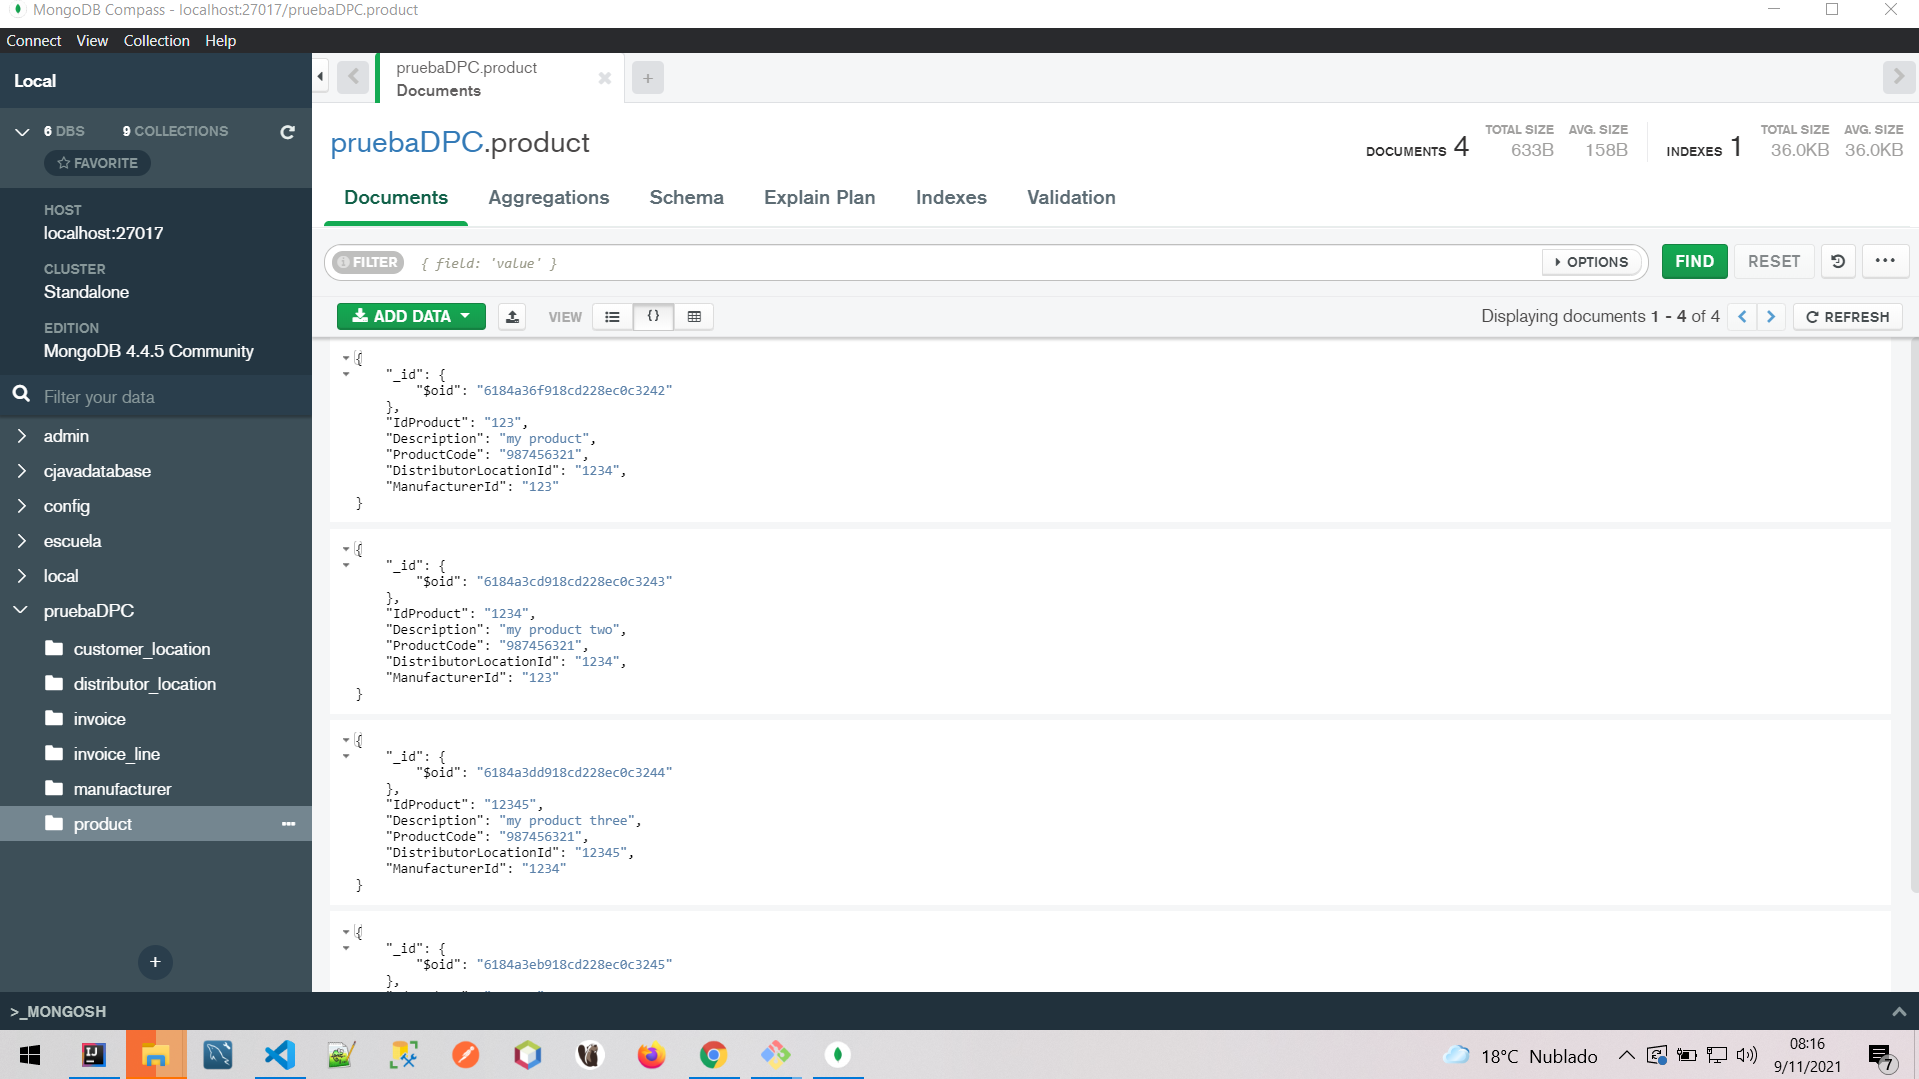 MongoDB Compass - localhost:27017/pruebaDPC.product
Connect View Collection Help
Local
6 DBS 9 COLLECTIONS
FAVORITE
HOST
localhost:27017
CLUSTER
Standalone
EDITION
MongoDB 4.4.5 Community
Filter your data
admin
cjavadatabase
config
escuela
local
pruebaDPC
customer_location
distributor_location
invoice
invoice_line
manufacturer
product
pruebaDPC.product
Documents
pruebaDPC.product
DOCUMENTS 4 TOTAL SIZE 633B AVG. SIZE 158B
INDEXES 1 TOTAL SIZE 36.0KB AVG. SIZE 36.0KB
Documents Aggregations Schema Explain Plan Indexes Validation
FILTER { field: 'value' } OPTIONS FIND RESET
ADD DATA VIEW { } Displaying documents 1 - 4 of 4 REFRESH
{
"_id": {
"$oid": "6184a36f918cd228ec0c3242"
},
"IdProduct": "123",
"Description": "my product",
"ProductCode": "987456321",
"DistributorLocationId": "1234",
"ManufacturerId": "123"
}
{
"_id": {
"$oid": "6184a3cd918cd228ec0c3243"
},
"IdProduct": "1234",
"Description": "my product two",
"ProductCode": "987456321",
"DistributorLocationId": "1234",
"ManufacturerId": "123"
}
{
"_id": {
"$oid": "6184a3dd918cd228ec0c3244"
},
"IdProduct": "12345",
"Description": "my product three",
"ProductCode": "987456321",
"DistributorLocationId": "12345",
"ManufacturerId": "1234"
}
{
"_id": {
"$oid": "6184a3eb918cd228ec0c3245"
},
>_MONGOSH
IJ
18°C Nublado
08:16
9/11/2021
7